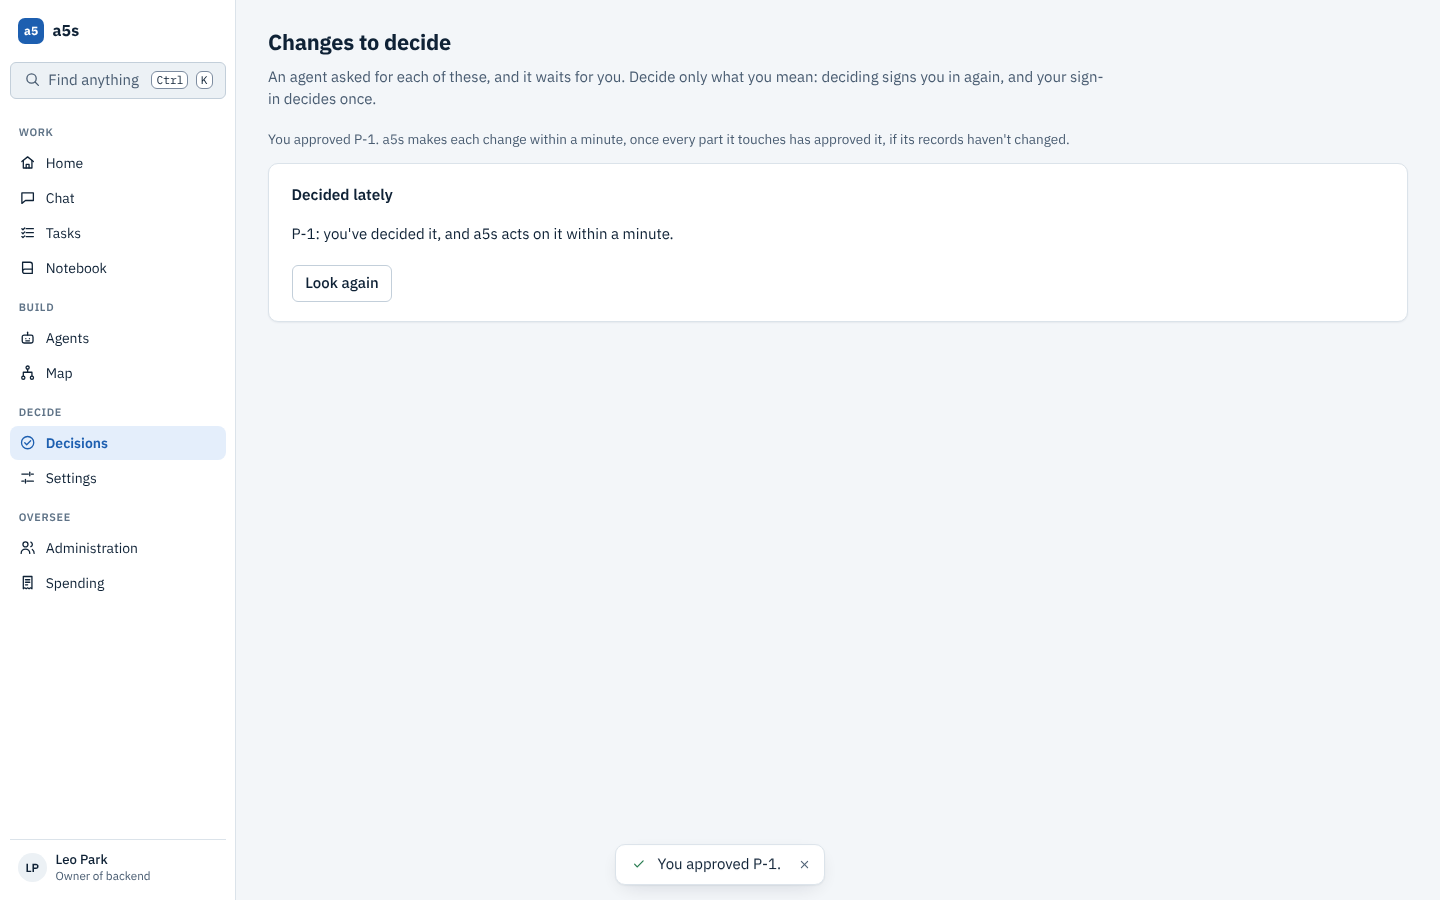 a5 a5s
Find anything Ctrl K
WORK
Home
Chat
Tasks
Notebook
BUILD
Agents
Map
DECIDE
Decisions
Settings
OVERSEE
Administration
Spending
LP Leo Park
Owner of backend
Changes to decide
An agent asked for each of these, and it waits for you. Decide only what you mean: deciding signs you in again, and your sign-
in decides once.
You approved P-1. a5s makes each change within a minute, once every part it touches has approved it, if its records haven't changed.
Decided lately
P-1: you've decided it, and a5s acts on it within a minute.
Look again
You approved P-1.